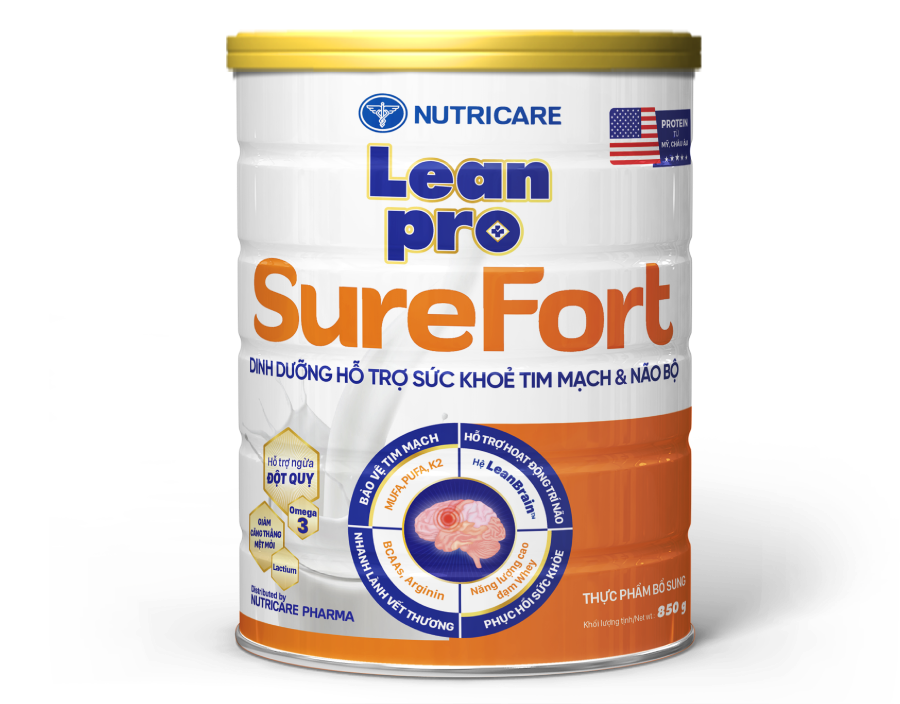 NUTRICARE
PROTEIN
TỪ
MỸ, CHÂU ÂU
Lean
pro
SureFort
DINH DƯỠNG HỖ TRỢ SỨC KHOẺ TIM MẠCH & NÃO BỘ
BẢO VỆ TIM MẠCH
MUFA, PUFA, K2
HỖ TRỢ HOẠT ĐỘNG TRÍ NÃO
Hệ LeanBrain™
Hỗ trợ ngừa
ĐỘT QUỴ
Omega
3
GIẢM
CĂNG THẲNG
MỆT MỎI
Lactium
NHANH LÀNH VẾT THƯƠNG
BCAAs, Arginin
Năng lượng cao
đạm Whey
PHỤC HỒI SỨC KHỎE
Distributed by
NUTRICARE PHARMA
THỰC PHẨM BỔ SUNG
Khối lượng tịnh/Net wt.: 850 g